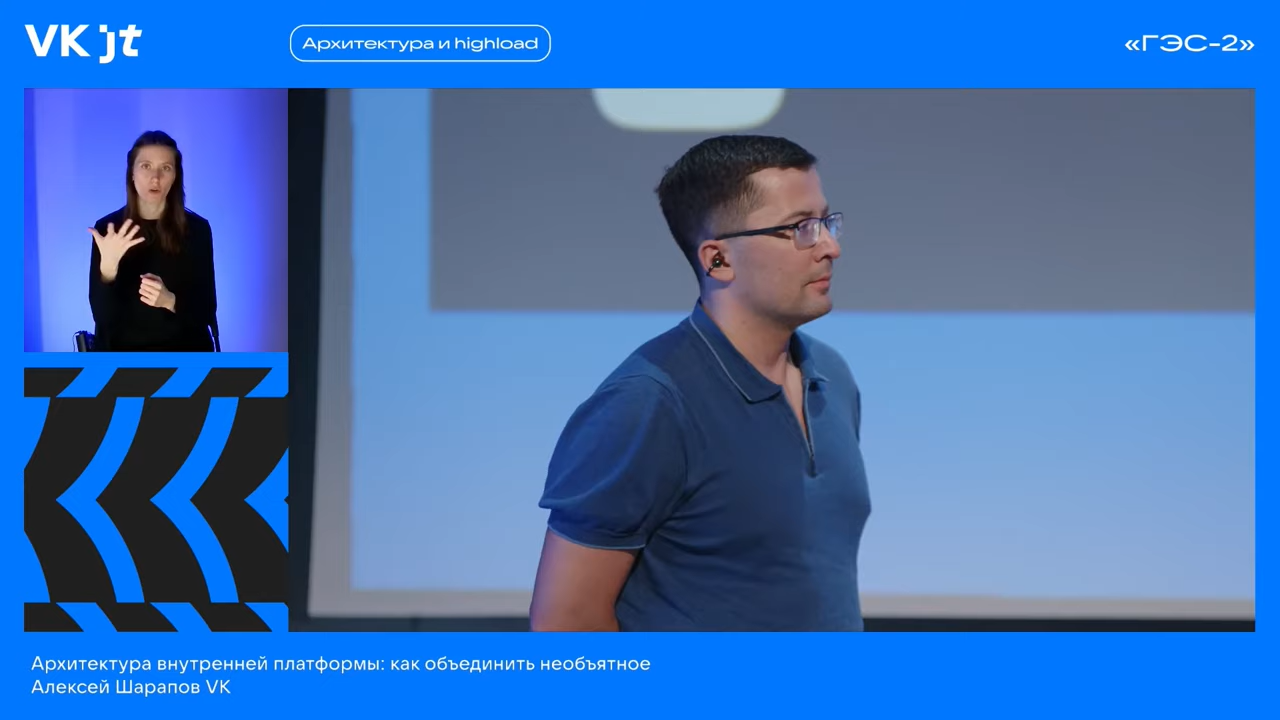 VK jt
Архитектура и highload
«ГЭС-2»
Архитектура внутренней платформы: как объединить необъятное
Алексей Шарапов VK